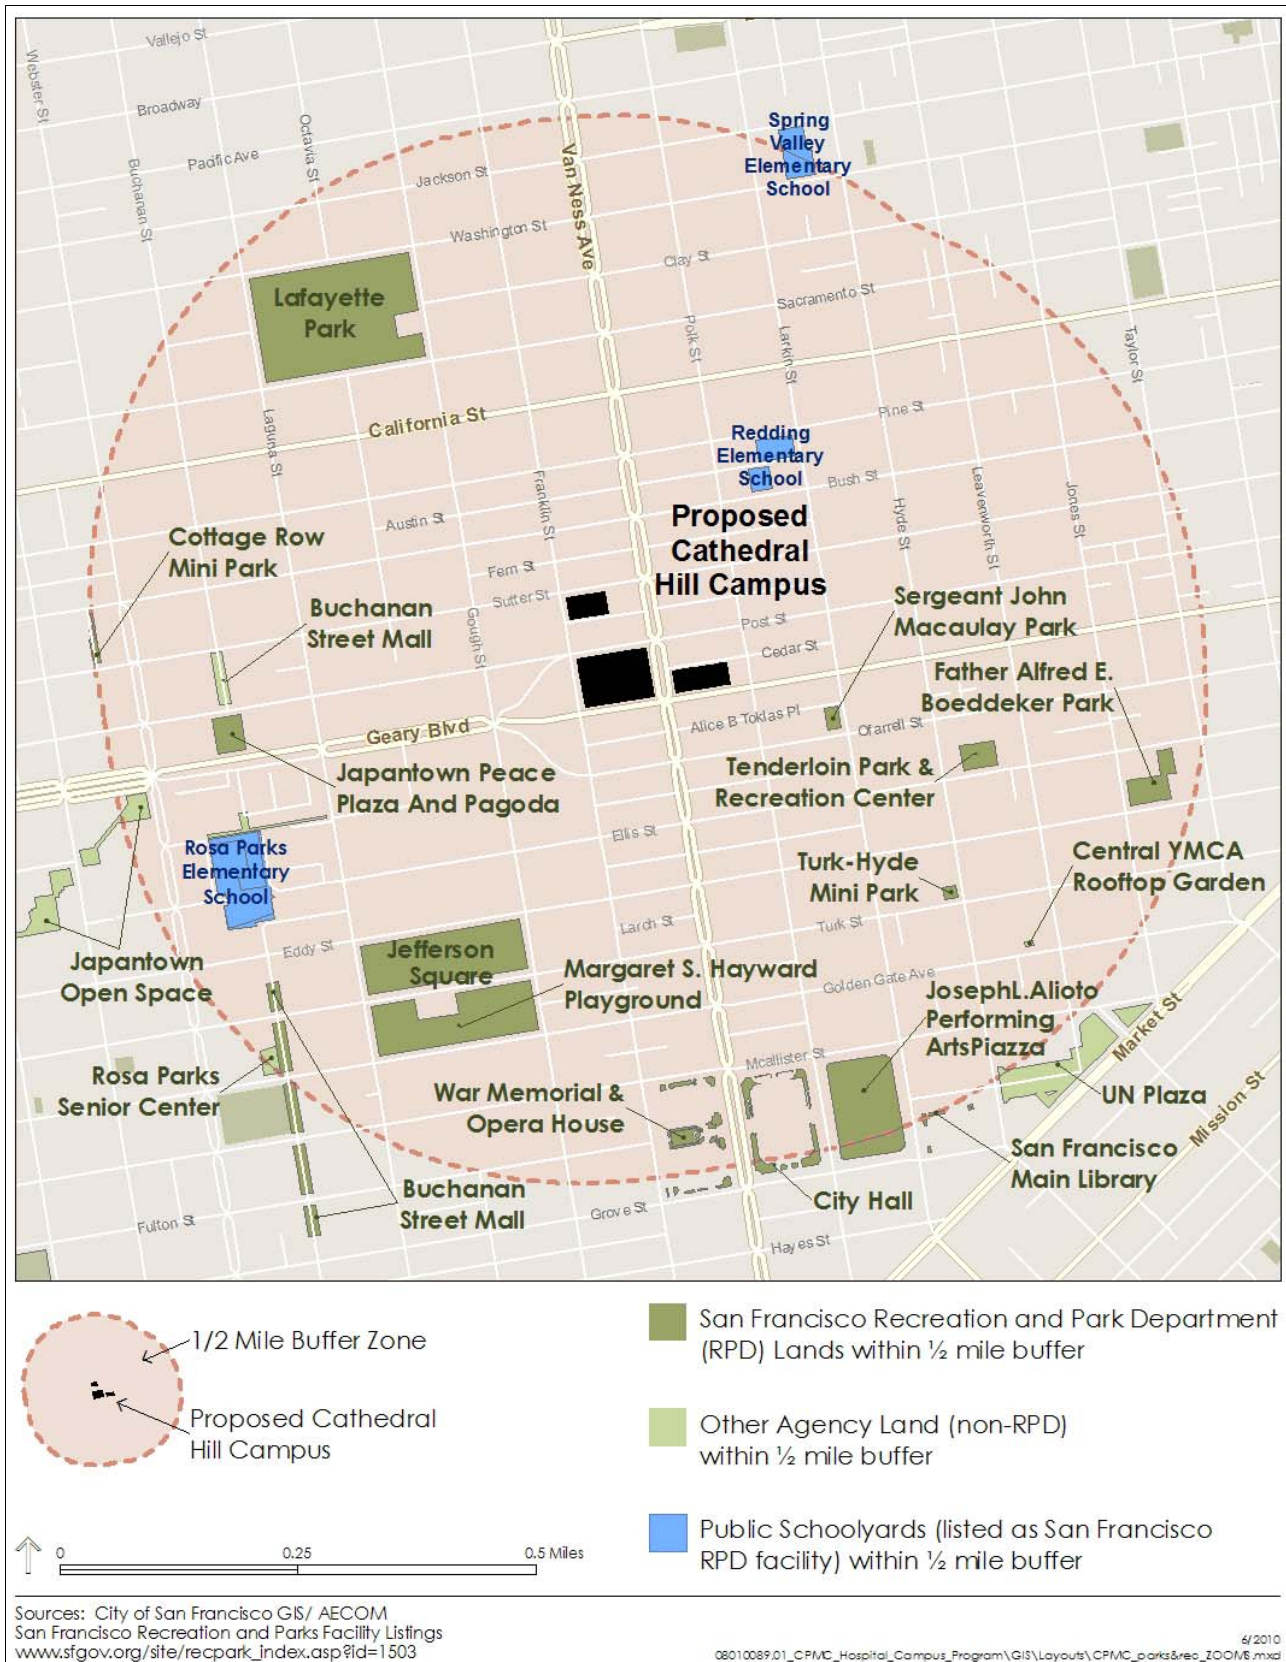 Vallejo St
Webster St
Broadway
Octavia St
Pacific Ave
Buchanan St
Jackson St
Van Ness Ave
Spring
Valley
Elementary
School
Washington St
Clay St
Sacramento St
Lafayette
Park
Polk St
Larkin St
Taylor St
California St
Laguna St
Pine St
Redding
Elementary
School
Bush St
Franklin St
Austin St
Hyde St
Leavenworth St
Jones St
Proposed
Cathedral
Hill Campus
Cottage Row
Mini Park
Fern St
Sutter St
Buchanan
Street Mall
Gough St
Post St
Cedar St
Sergeant John
Macaulay Park
Father Alfred E.
Boeddeker Park
Geary Blvd
Alice B Toklas Pl
Ofarrell St
Japantown Peace
Plaza And Pagoda
Tenderloin Park &
Recreation Center
Ellis St
Rosa Parks
Elementary
School
Turk-Hyde
Mini Park
Central YMCA
Rooftop Garden
Larch St
Turk St
Eddy St
Jefferson
Square
Japantown
Open Space
Margaret S. Hayward
Playground
Golden Gate Ave
JosephL.Alioto
Performing
ArtsPiazza
Market St
Mcallister St
Rosa Parks
Senior Center
War Memorial &
Opera House
UN Plaza
Mission St
San Francisco
Main Library
Buchanan
Street Mall
City Hall
Fulton St
Grove St
Hayes St
1/2 Mile Buffer Zone
Proposed Cathedral
Hill Campus
San Francisco Recreation and Park Department
(RPD) Lands within ½ mile buffer
Other Agency Land (non-RPD)
within ½ mile buffer
Public Schoolyards (listed as San Francisco
RPD facility) within ½ mile buffer
0 0.25 0.5 Miles
Sources: City of San Francisco GIS/ AECOM
San Francisco Recreation and Parks Facility Listings
www.sfgov.org/site/recpark_index.asp?id=1503
6/2010
08010089.01_CPMC_Hospital_Campus_Program\GIS\Layouts\CPMC_parks&rec_ZOOM8.mxd